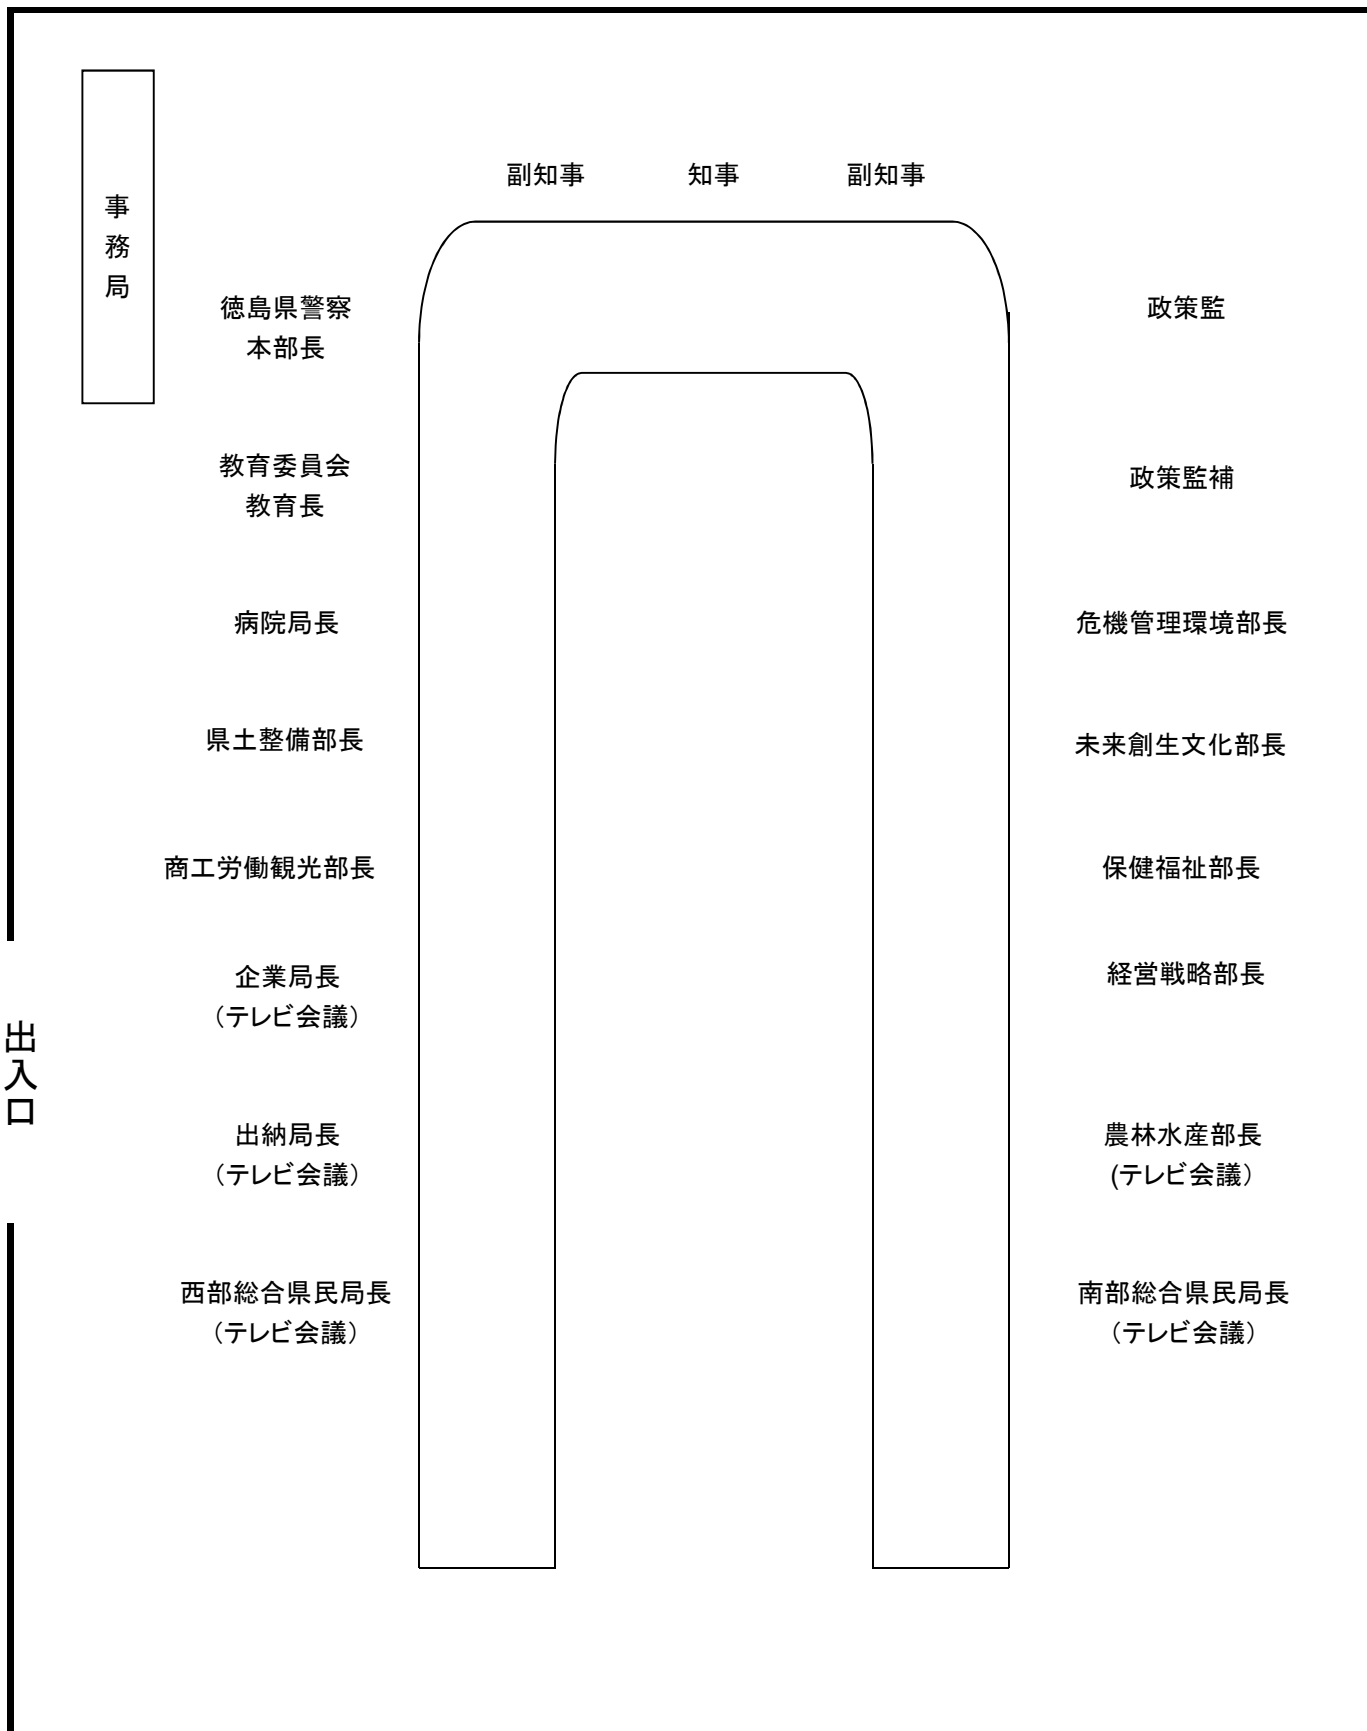 事務局
副知事 知事 副知事
徳島県警察
本部長
政策監
教育委員会
教育長
政策監補
病院局長
危機管理環境部長
県土整備部長
未来創生文化部長
商工労働観光部長
保健福祉部長
企業局長
（テレビ会議）
経営戦略部長
出入口
出納局長
（テレビ会議）
農林水産部長
(テレビ会議）
西部総合県民局長
（テレビ会議）
南部総合県民局長
（テレビ会議）